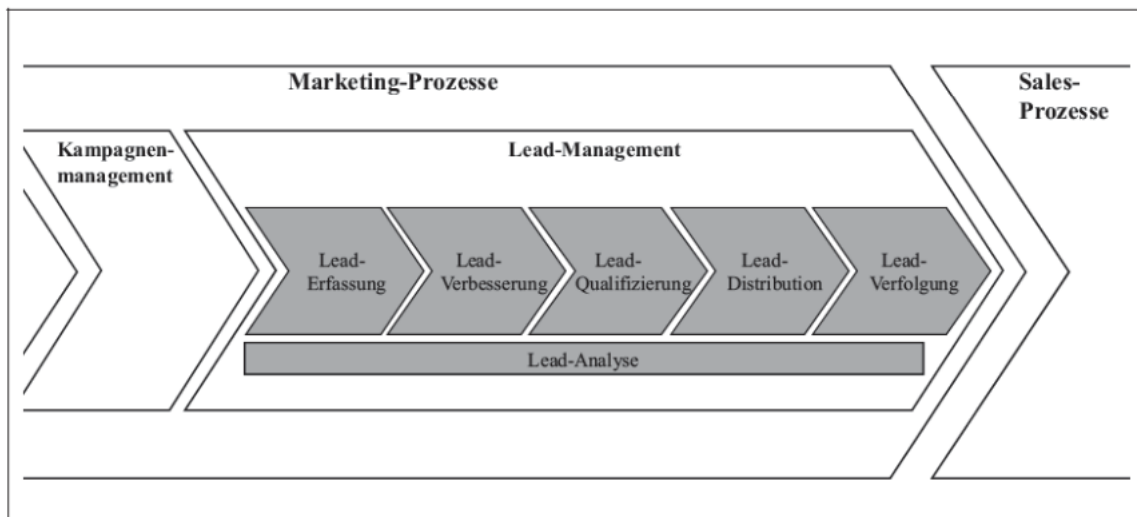 Marketing-Prozesse
Sales-
Prozesse
Kampagnen-
management
Lead-Management
Lead-
Erfassung
Lead-
Verbesserung
Lead-
Qualifizierung
Lead-
Distribution
Lead-
Verfolgung
Lead-Analyse